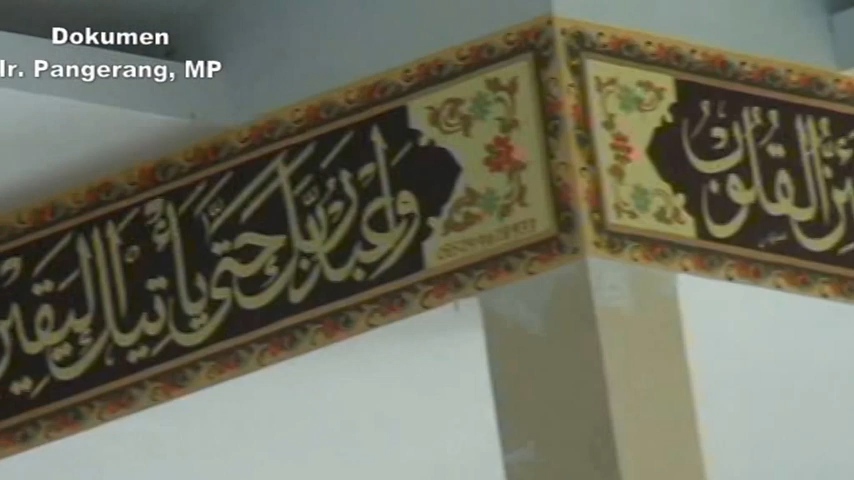 Dokumen
Ir. Pangerang, MP
واعبد ربك حتى يأتيك اليقين
القلوب